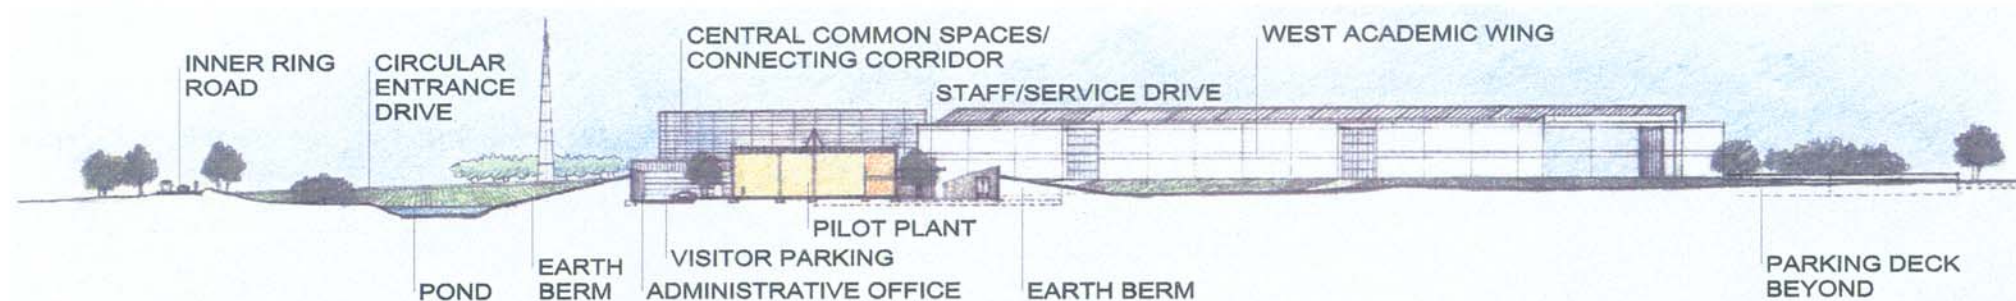 INNER RING
ROAD
CIRCULAR
ENTRANCE
DRIVE
CENTRAL COMMON SPACES/
CONNECTING CORRIDOR
STAFF/SERVICE DRIVE
WEST ACADEMIC WING
PILOT PLANT
VISITOR PARKING
ADMINISTRATIVE OFFICE
POND
EARTH
BERM
EARTH BERM
PARKING DECK
BEYOND